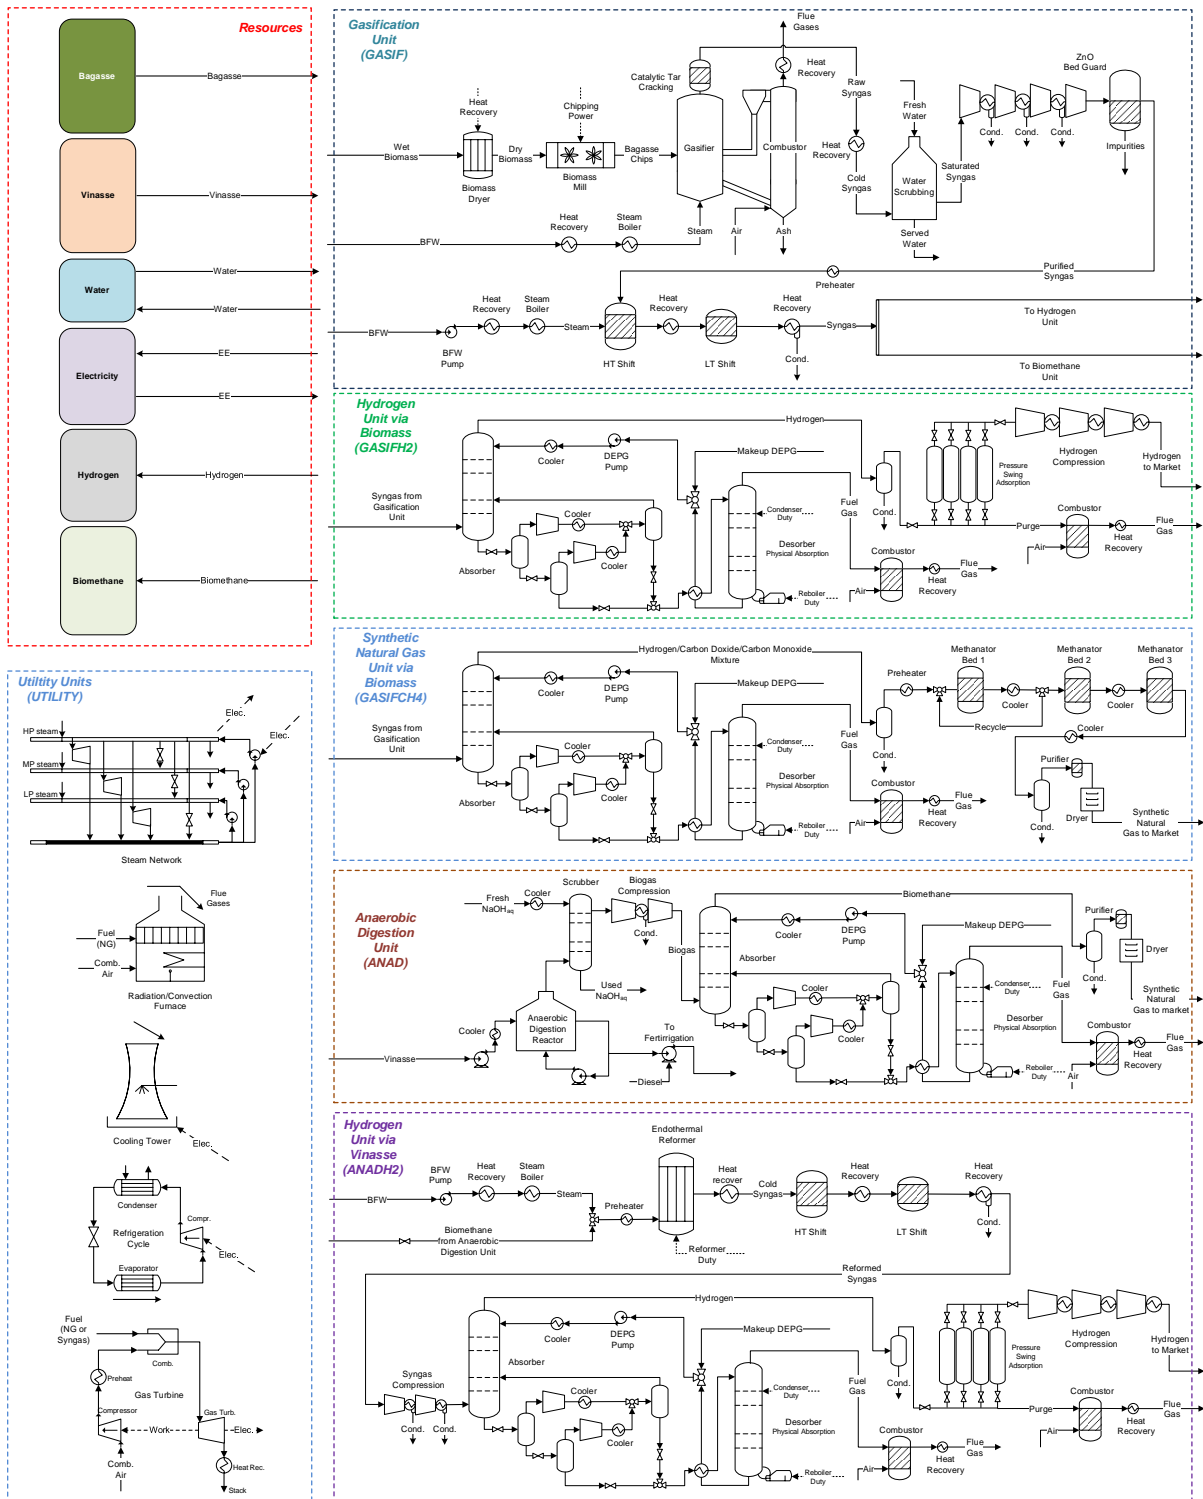 Resources
Bagasse
Bagasse
Vinasse
Vinasse
Water
Water
Water
Electricity
EE
EE
Hydrogen
Hydrogen
Biomethane
Biomethane
Utiltity Units
(UTILITY)
Elec.
Elec.
HP steam
MP steam
LP steam
Steam Network
Flue
Gases
Fuel
(NG)
Comb.
Air
Radiation/Convection
Furnace
Cooling Tower
Elec.
Condenser
Compr.
Refrigeration
Cycle
Elec.
Evaporator
Fuel
(NG or
Syngas)
Comb.
Preheat
Gas Turbine
Compressor
Gas Turb.
Work
Elec.
Comb.
Air
Heat Rec.
Stack
Gasification
Unit
(GASIF)
Flue
Gases
Heat
Recovery
Catalytic Tar
Cracking
Raw
Syngas
ZnO
Bed Guard
Heat
Recovery
Chipping
Power
Fresh
Water
Cond.
Cond.
Cond.
Impurities
Wet
Biomass
Dry
Biomass
Bagasse
Chips
Gasifier
Combustor
Heat
Recovery
Cold
Syngas
Water
Scrubbing
Saturated
Syngas
Biomass
Dryer
Biomass
Mill
Heat
Recovery
Steam
Boiler
BFW
Steam
Air
Ash
Served
Water
Purified
Syngas
Preheater
Heat
Recovery
Steam
Boiler
Heat
Recovery
Heat
Recovery
BFW
Steam
Syngas
To Hydrogen
Unit
BFW
Pump
HT Shift
LT Shift
Cond.
To Biomethane
Unit
Hydrogen
Unit via
Biomass
(GASIFH2)
Hydrogen
Cooler
DEPG
Pump
Makeup DEPG
Hydrogen
Compression
Hydrogen
to Market
Pressure
Swing
Adsorption
Syngas from
Gasification
Unit
Fuel
Gas
Cond.
Cooler
Condenser
Duty
Combustor
Purge
Flue
Gas
Air
Heat
Recovery
Absorber
Cooler
Desorber
Physical Absorption
Combustor
Flue
Gas
Reboiler
Duty
Air
Heat
Recovery
Synthetic
Natural Gas
Unit via
Biomass
(GASIFCH4)
Hydrogen/Carbon Doxide/Carbon Monoxide
Mixture
Cooler
DEPG
Pump
Makeup DEPG
Preheater
Methanator
Bed 1
Methanator
Bed 2
Methanator
Bed 3
Cooler
Cooler
Recycle
Cooler
Syngas from
Gasification
Unit
Fuel
Gas
Cond.
Cooler
Condenser
Duty
Purifier
Absorber
Cooler
Desorber
Physical Absorption
Combustor
Flue
Gas
Reboiler
Duty
Air
Heat
Recovery
Cond.
Dryer
Synthetic
Natural
Gas to Market
Anaerobic
Digestion
Unit
(ANAD)
Fresh
NaOHaq
Cooler
Scrubber
Biogas
Compression
Cond.
Biogas
Used
NaOHaq
Biomethane
Cooler
DEPG
Pump
Makeup DEPG
Absorber
Purifier
Dryer
Cond.
Fuel
Gas
Condenser
Duty
Synthetic
Natural
Gas to market
Cooler
Anaerobic
Digestion
Reactor
To
Fertirrigation
Vinasse
Diesel
Cooler
Cooler
Desorber
Physical Absorption
Combustor
Flue
Gas
Reboiler
Duty
Air
Heat
Recovery
Hydrogen
Unit via
Vinasse
(ANADH2)
Endothermal
Reformer
BFW
Pump
Heat
Recovery
Steam
Boiler
BFW
Steam
Preheater
Heat
recover
Cold
Syngas
Heat
Recovery
Heat
Recovery
HT Shift
LT Shift
Cond.
Biomethane
from Anaerobic
Digestion Unit
Reformer
Duty
Reformed
Syngas
Hydrogen
Cooler
DEPG
Pump
Makeup DEPG
Hydrogen
Compression
Hydrogen
to Market
Pressure
Swing
Adsorption
Absorber
Syngas
Compression
Cond.
Cond.
Cooler
Cooler
Fuel
Gas
Cond.
Condenser
Duty
Desorber
Physical Absorption
Purge
Combustor
Flue
Gas
Air
Heat
Recovery
Combustor
Flue
Gas
Reboiler
Duty
Air
Heat
Recovery